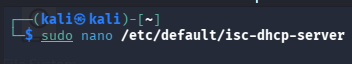 ┌──(kali㉿kali)-[~]
└─$ sudo nano /etc/default/isc-dhcp-server